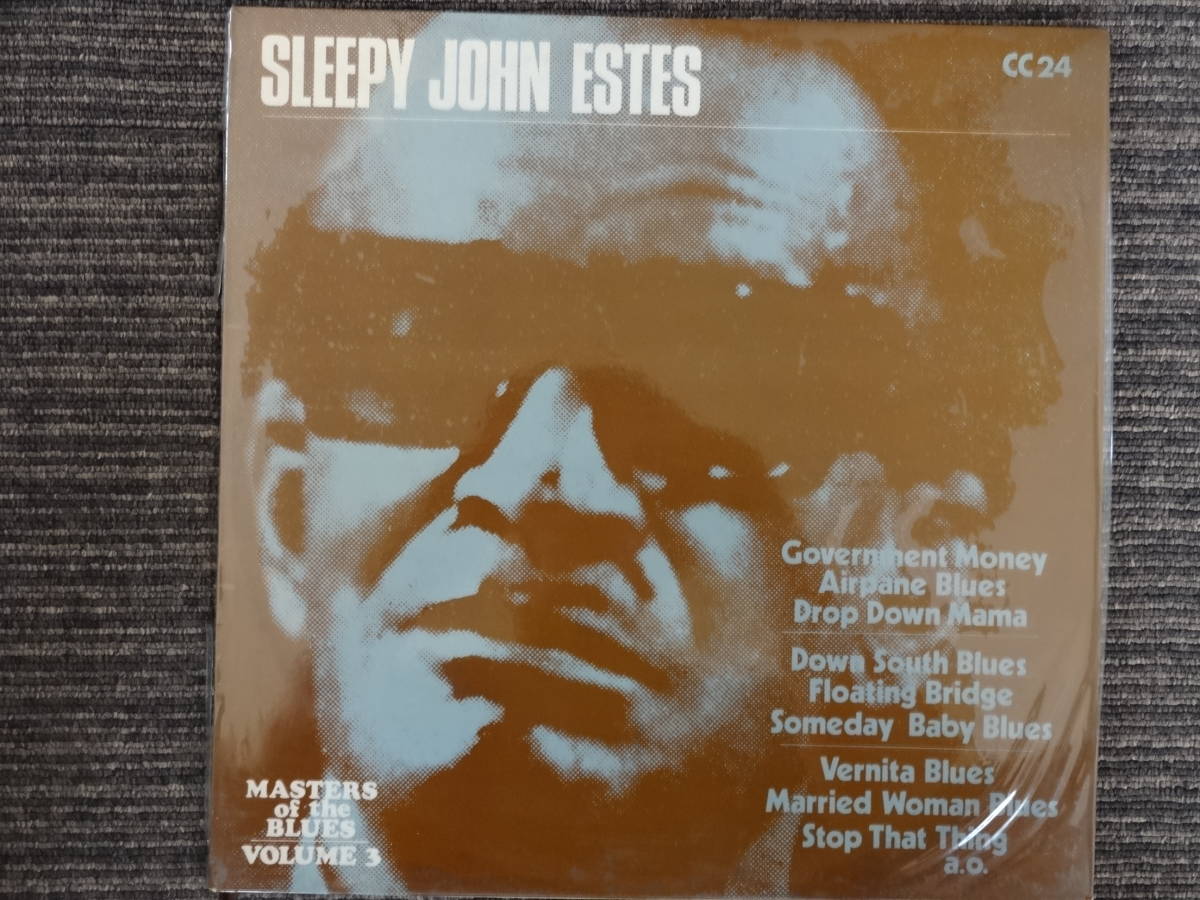 SLEEPY JOHN ESTES
CC 24
Government Money
Airpane Blues
Drop Down Mama
Down South Blues
Floating Bridge
Someday Baby Blues
Vernita Blues
Married Woman Blues
Stop That Thing
a.o.
MASTERS
of the
BLUES
VOLUME 3